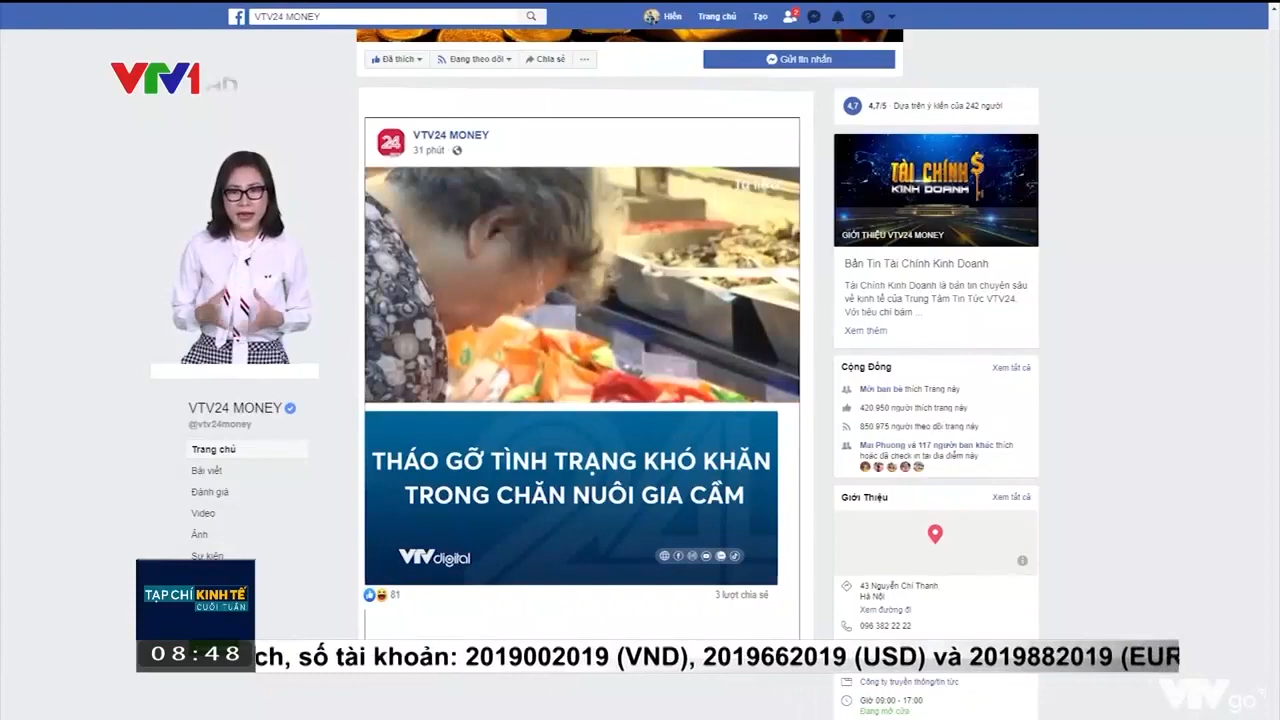 VTV24 MONEY
Hiền
Trang chủ
Tạo
2
Đã thích
Đang theo dõi
Chia sẻ
Gửi tin nhắn
VTV1
HD
VTV24 MONEY
31 phút
24
Tư liệu
THÁO GỠ TÌNH TRẠNG KHÓ KHĂN
TRONG CHĂN NUÔI GIA CẦM
VTVdigital
81
3 lượt chia sẻ
4,7
4,7/5 · Dựa trên ý kiến của 242 người
TÀI CHÍNH
KINH DOANH
GIỚI THIỆU VTV24 MONEY
Bản Tin Tài Chính Kinh Doanh
Tài Chính Kinh Doanh là bản tin chuyên sâu
về kinh tế của Trung Tâm Tin Tức VTV24.
Với tiêu chí bám ...
Xem thêm
Cộng Đồng
Xem tất cả
Mời bạn bè thích Trang này
420.950 người thích trang này
850.975 người theo dõi trang này
Mai Phuong và 117 người bạn khác thích
hoặc đã check in tại địa điểm này
Giới Thiệu
Xem tất cả
43 Nguyễn Chí Thanh
Hà Nội
Xem đường đi
096 382 22 22
Công ty truyền thông/tin tức
Giờ 09:00 - 17:00
Đang mở cửa
VTV24 MONEY
@vtv24money
Trang chủ
Bài viết
Đánh giá
Video
Ảnh
Sự kiện
TẠP CHÍ KINH TẾ
CUỐI TUẦN
08:48
ch, số tài khoản: 2019002019 (VND), 2019662019 (USD) và 2019882019 (EUR
VTVgo